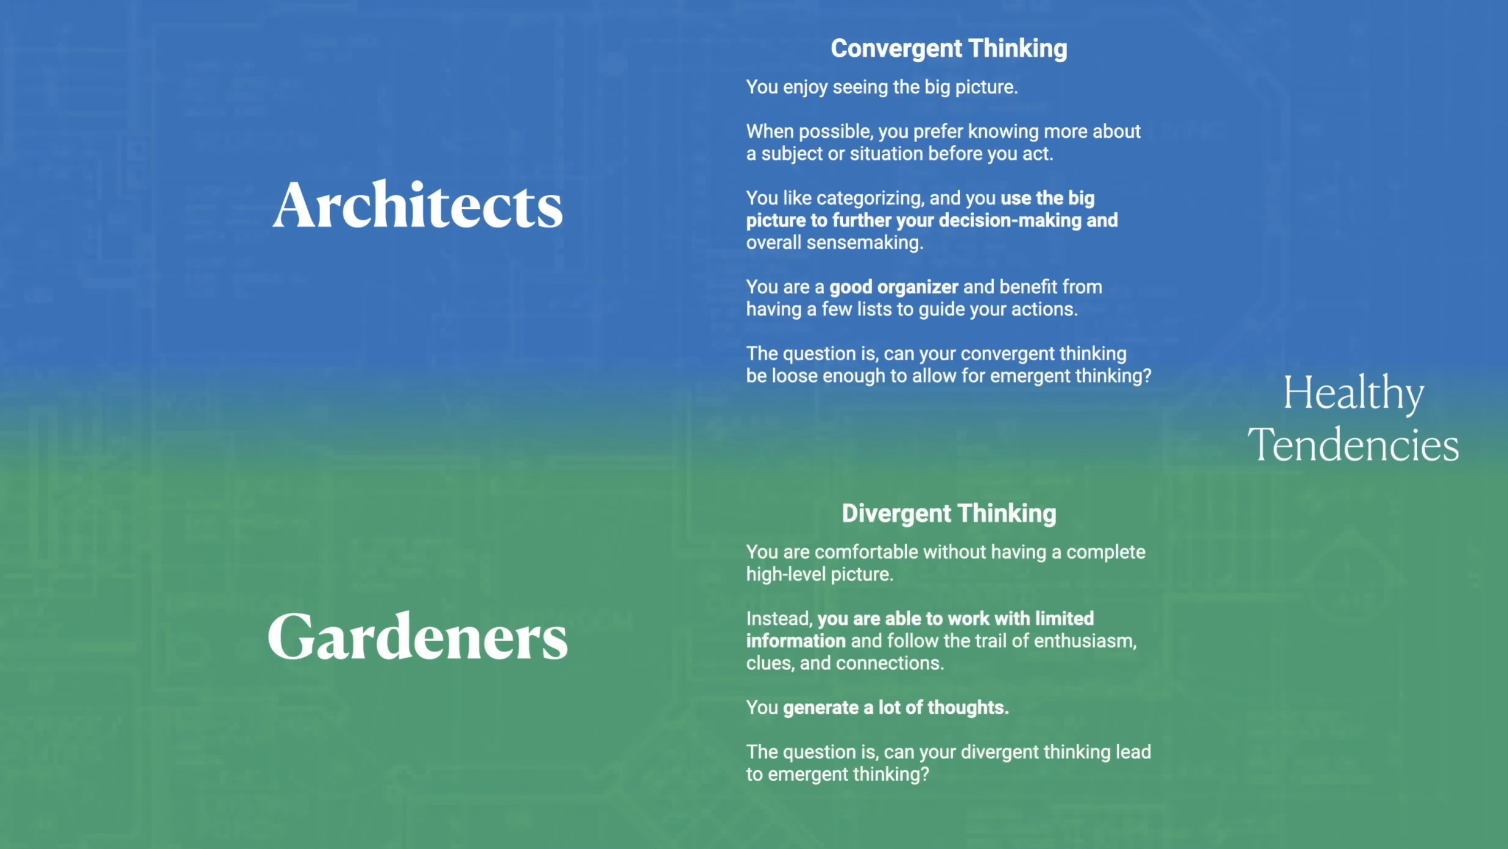 Convergent Thinking
You enjoy seeing the big picture.
When possible, you prefer knowing more about
a subject or situation before you act.
You like categorizing, and you use the big
picture to further your decision-making and
overall sensemaking.
You are a good organizer and benefit from
having a few lists to guide your actions.
The question is, can your convergent thinking
be loose enough to allow for emergent thinking?
Architects
Healthy
Tendencies
Divergent Thinking
You are comfortable without having a complete
high-level picture.
Instead, you are able to work with limited
information and follow the trail of enthusiasm,
clues, and connections.
You generate a lot of thoughts.
The question is, can your divergent thinking lead
to emergent thinking?
Gardeners